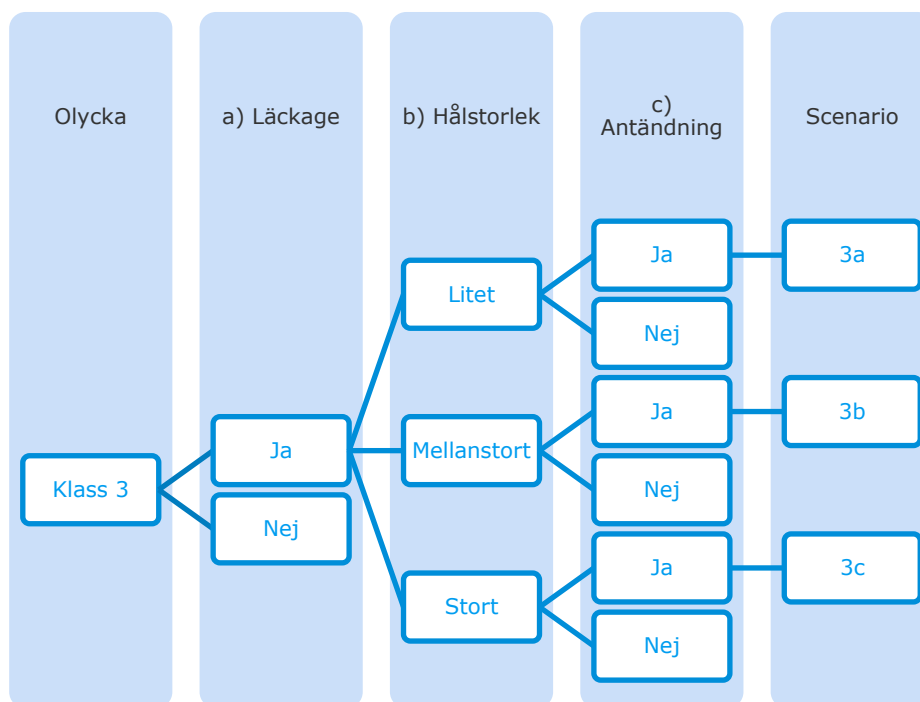 Olycka
a) Läckage
b) Hålstorlek
c)
Antändning
Scenario
Ja
3a
Litet
Nej
Ja
3b
Ja
Mellanstort
Klass 3
Nej
Nej
Ja
3c
Stort
Nej